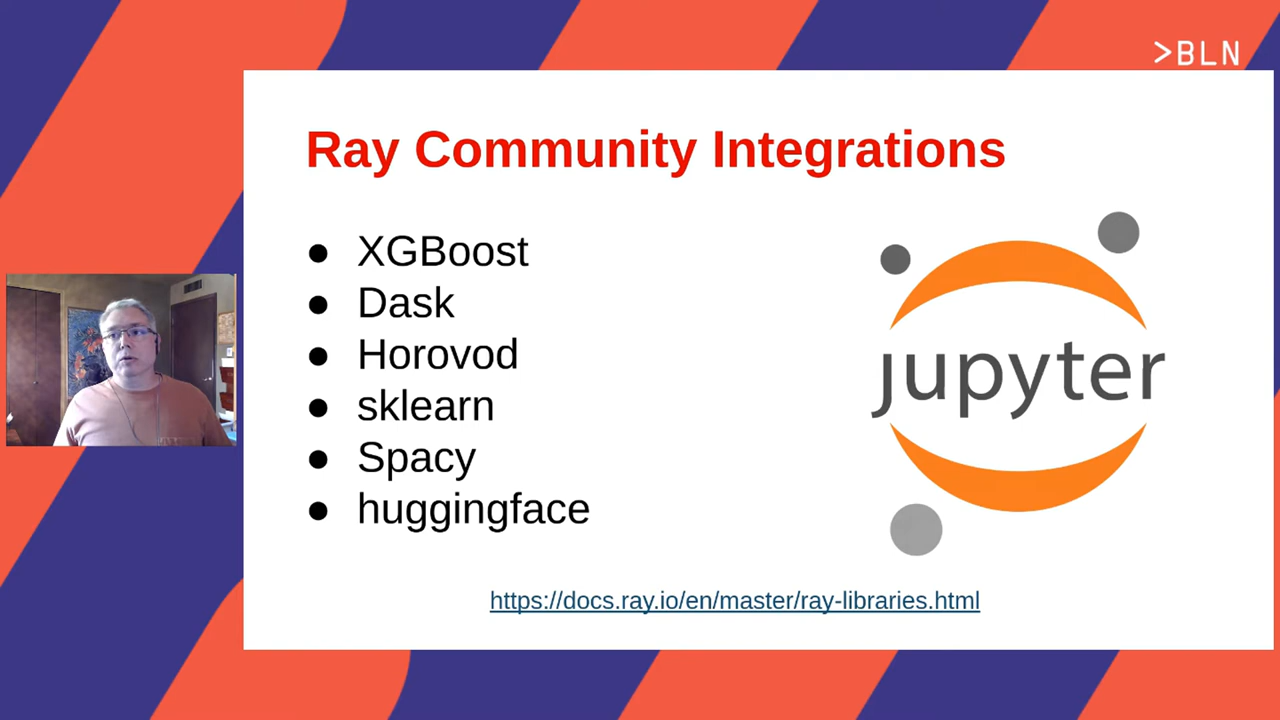 >BLN
Ray Community Integrations
● XGBoost
● Dask
● Horovod
● sklearn
● Spacy
● huggingface
jupyter
https://docs.ray.io/en/master/ray-libraries.html